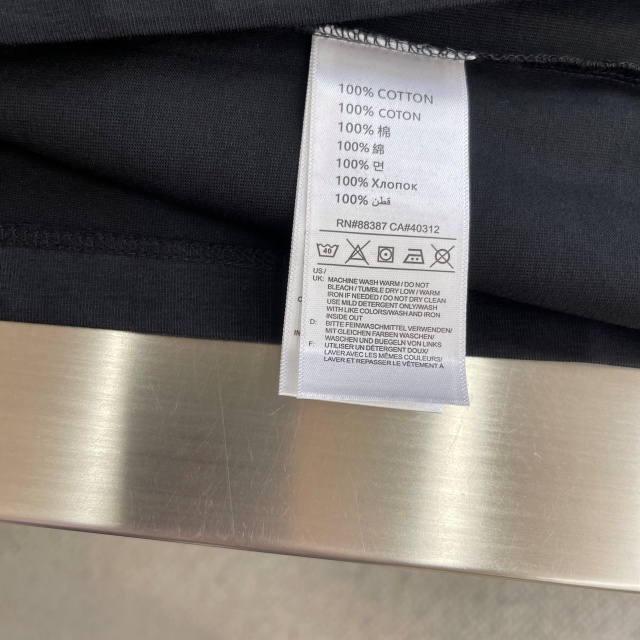 100% COTTON
100% COTON
100% 棉
100% 綿
100% 면
100% Хлопок
100% قطن
RN#88387 CA#40312
40
US/
UK: MACHINE WASH WARM / DO NOT
BLEACH / TUMBLE DRY LOW / WARM
IRON IF NEEDED / DO NOT DRY CLEAN
USE MILD DETERGENT ONLY/WASH
WITH LIKE COLORS/WASH AND IRON
INSIDE OUT
D: BITTE FEINWASCHMITTEL VERWENDEN/
MIT GLEICHEN FARBEN WASCHEN/
WASCHEN UND BUEGELN VON LINKS
F: UTILISER UN DÉTERGENT DOUX/
LAVER AVEC LES MÊMES COULEURS/
LAVER ET REPASSER LE VÊTEMENT À